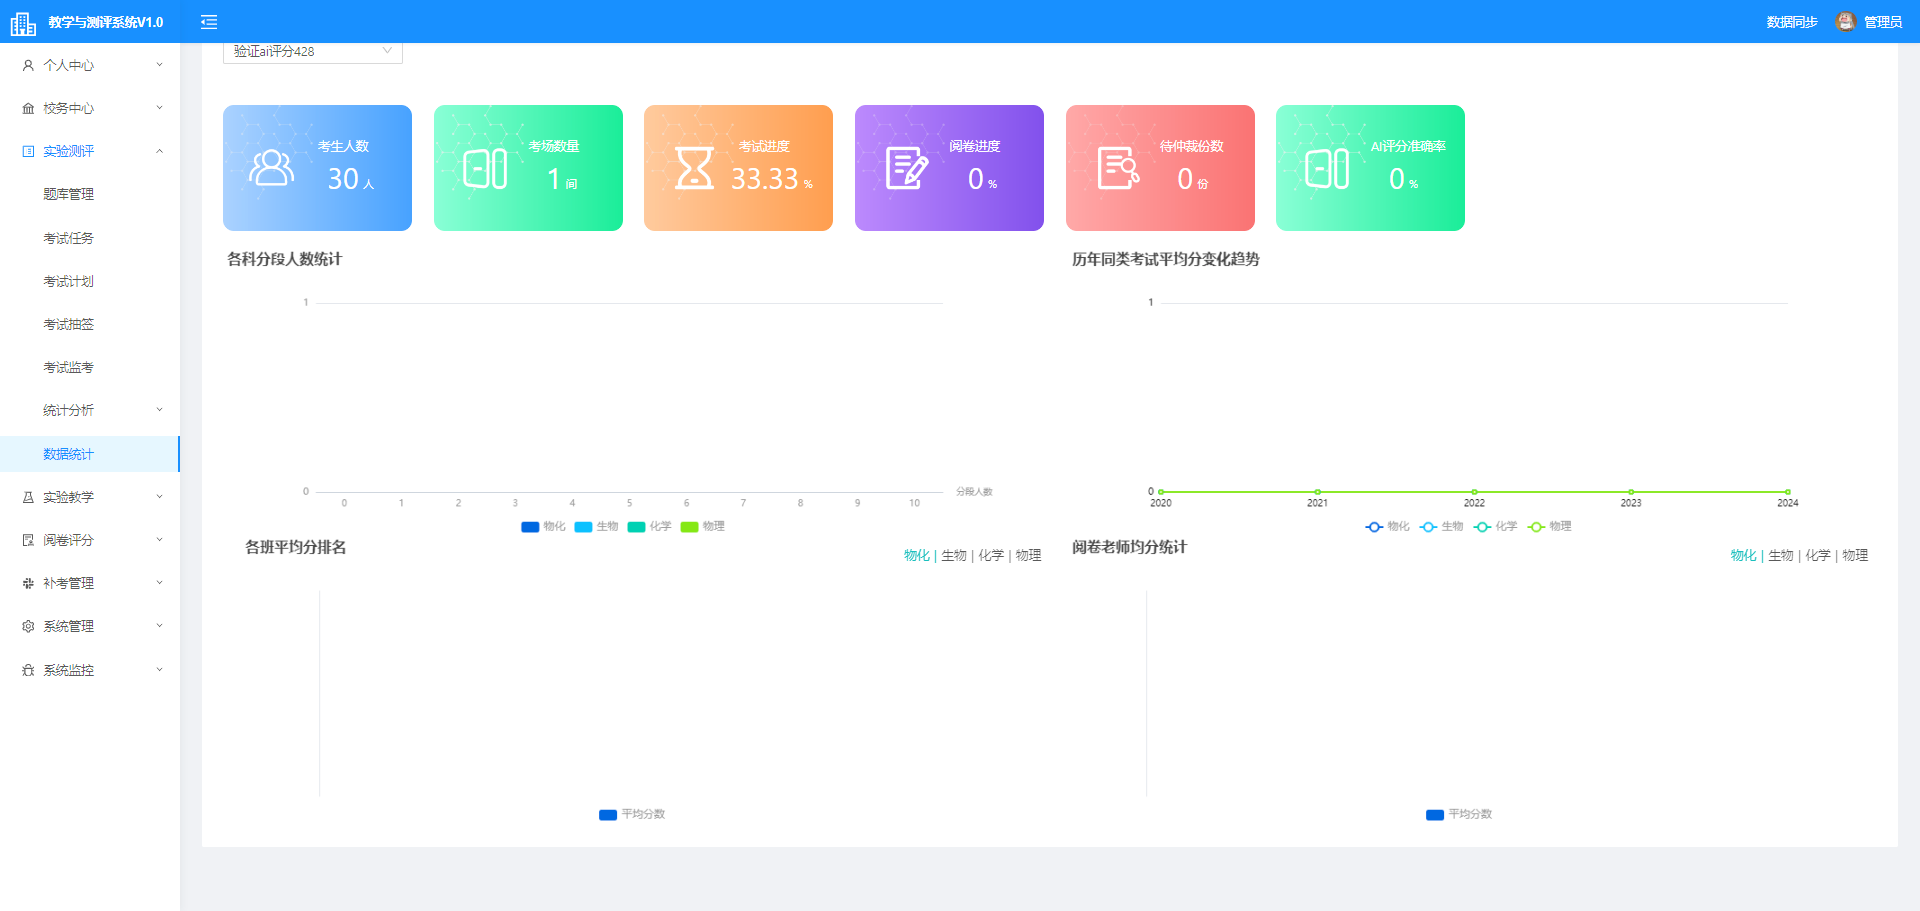 教学与测评系统V1.0
数据同步
管理员
个人中心
校务中心
实验测评
题库管理
考试任务
考试计划
考试抽签
考试监考
统计分析
数据统计
实验教学
阅卷评分
补考管理
系统管理
系统监控
验证ai评分428
考生人数
30 人
考场数量
1 间
考试进度
33.33 %
阅卷进度
0 %
待仲裁份数
0 份
AI评分准确率
0 %
各科分段人数统计
1
0
0 1 2 3 4 5 6 7 8 9 10
分段人数
物化 生物 化学 物理
历年同类考试平均分变化趋势
1
0
2020 2021 2022 2023 2024
物化 生物 化学 物理
各班平均分排名
物化 | 生物 | 化学 | 物理
平均分数
阅卷老师均分统计
物化 | 生物 | 化学 | 物理
平均分数